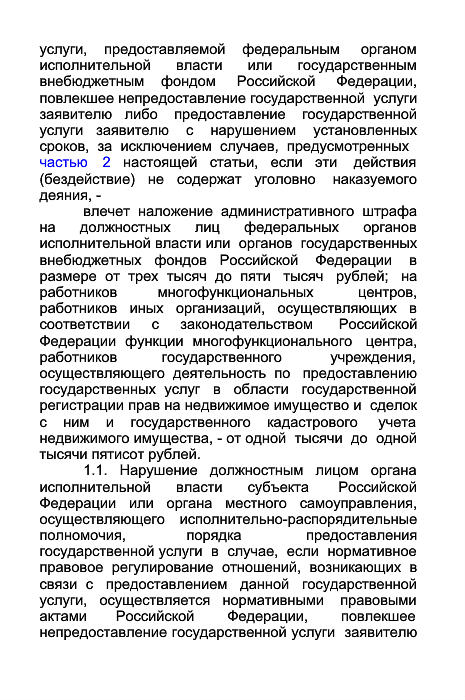 услуги, предоставляемой федеральным органом
исполнительной власти или государственным
внебюджетным фондом Российской Федерации,
повлекшее непредоставление государственной услуги
заявителю либо предоставление государственной
услуги заявителю с нарушением установленных
сроков, за исключением случаев, предусмотренных
частью 2 настоящей статьи, если эти действия
(бездействие) не содержат уголовно наказуемого
деяния, -
влечет наложение административного штрафа
на должностных лиц федеральных органов
исполнительной власти или органов государственных
внебюджетных фондов Российской Федерации в
размере от трех тысяч до пяти тысяч рублей; на
работников многофункциональных центров,
работников иных организаций, осуществляющих в
соответствии с законодательством Российской
Федерации функции многофункционального центра,
работников государственного учреждения,
осуществляющего деятельность по предоставлению
государственных услуг в области государственной
регистрации прав на недвижимое имущество и сделок
с ним и государственного кадастрового учета
недвижимого имущества, - от одной тысячи до одной
тысячи пятисот рублей.
1.1. Нарушение должностным лицом органа
исполнительной власти субъекта Российской
Федерации или органа местного самоуправления,
осуществляющего исполнительно-распорядительные
полномочия, порядка предоставления
государственной услуги в случае, если нормативное
правовое регулирование отношений, возникающих в
связи с предоставлением данной государственной
услуги, осуществляется нормативными правовыми
актами Российской Федерации, повлекшее
непредоставление государственной услуги заявителю